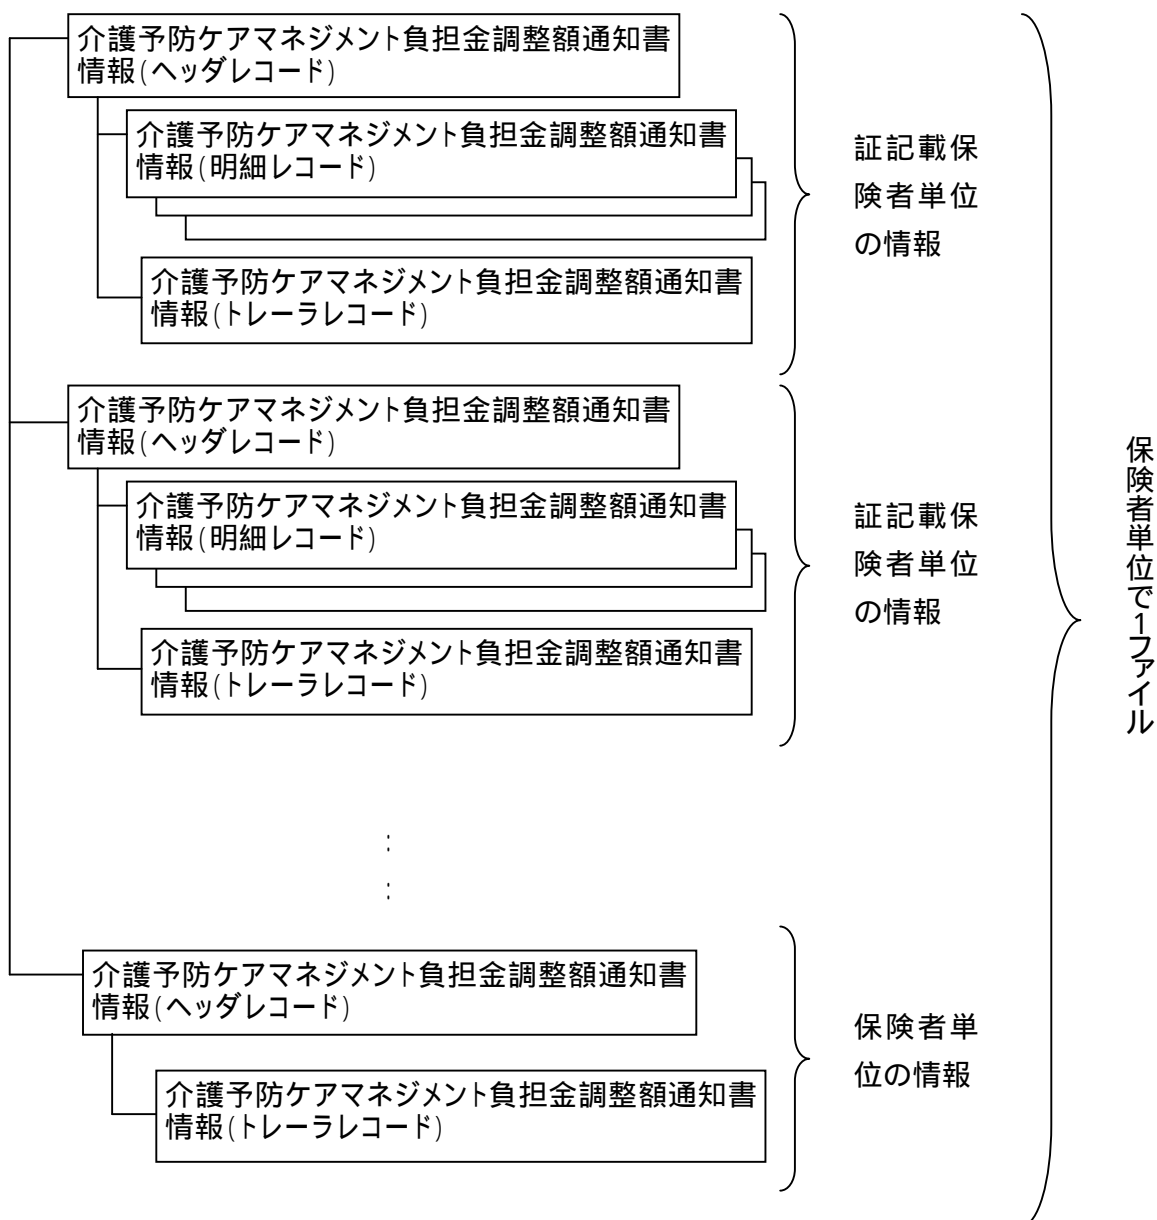 介護予防ケアマネジメント負担金調整額通知書
情報(ヘッダレコード)
介護予防ケアマネジメント負担金調整額通知書
情報(明細レコード)
介護予防ケアマネジメント負担金調整額通知書
情報(トレーラレコード)
証記載保
険者単位
の情報
介護予防ケアマネジメント負担金調整額通知書
情報(ヘッダレコード)
介護予防ケアマネジメント負担金調整額通知書
情報(明細レコード)
介護予防ケアマネジメント負担金調整額通知書
情報(トレーラレコード)
証記載保
険者単位
の情報
介護予防ケアマネジメント負担金調整額通知書
情報(ヘッダレコード)
介護予防ケアマネジメント負担金調整額通知書
情報(トレーラレコード)
保険者単
位の情報
保険者単位で1ファイル